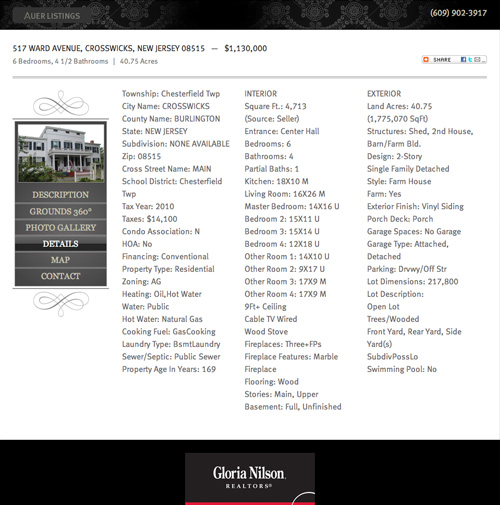 AUER LISTINGS
(609) 902-3917
517 WARD AVENUE, CROSSWICKS, NEW JERSEY 08515 — $1,130,000
6 Bedrooms, 4 1/2 Bathrooms | 40.75 Acres
SHARE
DESCRIPTION
GROUNDS 360°
PHOTO GALLERY
DETAILS
MAP
CONTACT
Township: Chesterfield Twp
City Name: CROSSWICKS
County Name: BURLINGTON
State: NEW JERSEY
Subdivision: NONE AVAILABLE
Zip: 08515
Cross Street Name: MAIN
School District: Chesterfield
Twp
Tax Year: 2010
Taxes: $14,100
Condo Association: N
HOA: No
Financing: Conventional
Property Type: Residential
Zoning: AG
Heating: Oil,Hot Water
Water: Public
Hot Water: Natural Gas
Cooking Fuel: GasCooking
Laundry Type: BsmtLaundry
Sewer/Septic: Public Sewer
Property Age In Years: 169
INTERIOR
Square Ft.: 4,713
(Source: Seller)
Entrance: Center Hall
Bedrooms: 6
Bathrooms: 4
Partial Baths: 1
Kitchen: 18X10 M
Living Room: 16X26 M
Master Bedroom: 14X16 U
Bedroom 2: 15X11 U
Bedroom 3: 15X14 U
Bedroom 4: 12X18 U
Other Room 1: 14X10 U
Other Room 2: 9X17 U
Other Room 3: 17X9 M
Other Room 4: 17X9 M
9Ft+ Ceiling
Cable TV Wired
Wood Stove
Fireplaces: Three+FPs
Fireplace Features: Marble
Fireplace
Flooring: Wood
Stories: Main, Upper
Basement: Full, Unfinished
EXTERIOR
Land Acres: 40.75
(1,775,070 SqFt)
Structures: Shed, 2nd House,
Barn/Farm Bld.
Design: 2-Story
Single Family Detached
Style: Farm House
Farm: Yes
Exterior Finish: Vinyl Siding
Porch Deck: Porch
Garage Spaces: No Garage
Garage Type: Attached,
Detached
Parking: Drvwy/Off Str
Lot Dimensions: 217,800
Lot Description:
Open Lot
Trees/Wooded
Front Yard, Rear Yard, Side
Yard(s)
SubdivPossLo
Swimming Pool: No
Gloria Nilson
REALTORS®